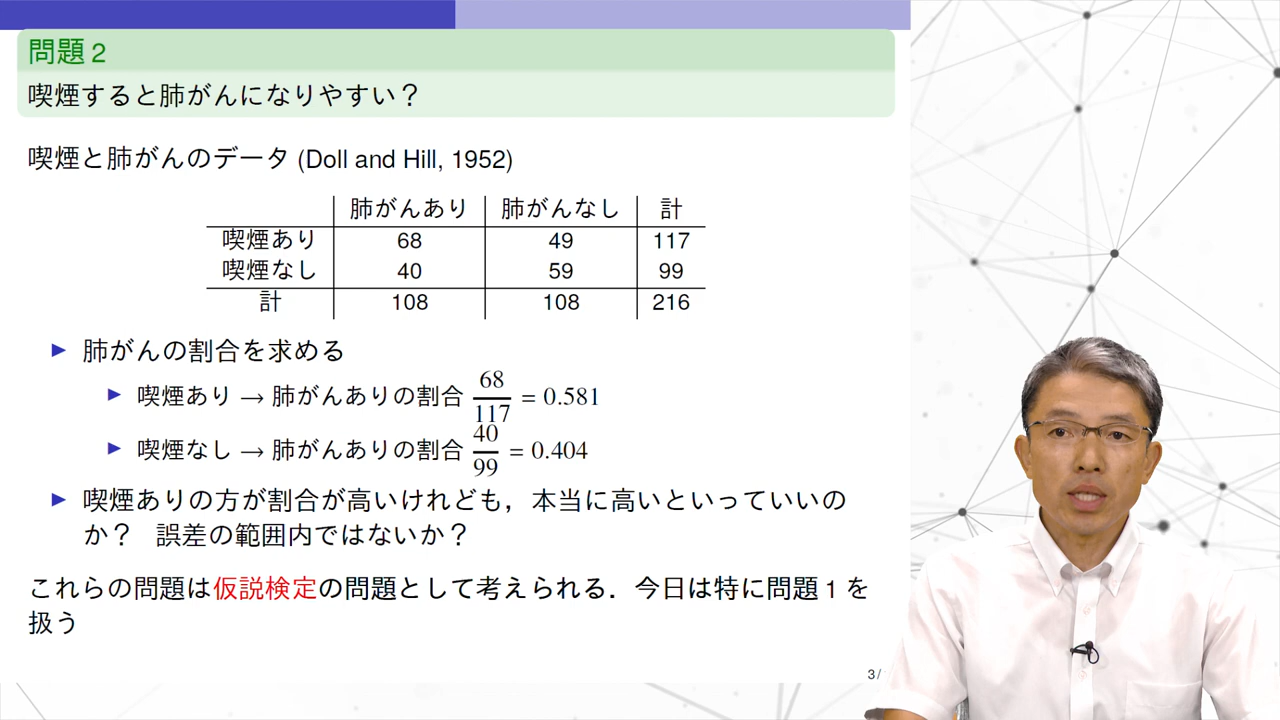 問題 2
喫煙すると肺がんになりやすい？
喫煙と肺がんのデータ (Doll and Hill, 1952)
肺がんあり 肺がんなし 計
喫煙あり 68 49 117
喫煙なし 40 59 99
計 108 108 216
▶ 肺がんの割合を求める
▶ 喫煙あり → 肺がんありの割合 68/117 = 0.581
▶ 喫煙なし → 肺がんありの割合 40/99 = 0.404
▶ 喫煙ありの方が割合が高いけれども，本当に高いといっていいの
か？ 誤差の範囲内ではないか？
これらの問題は仮説検定の問題として考えられる．今日は特に問題 1 を
扱う
3 /